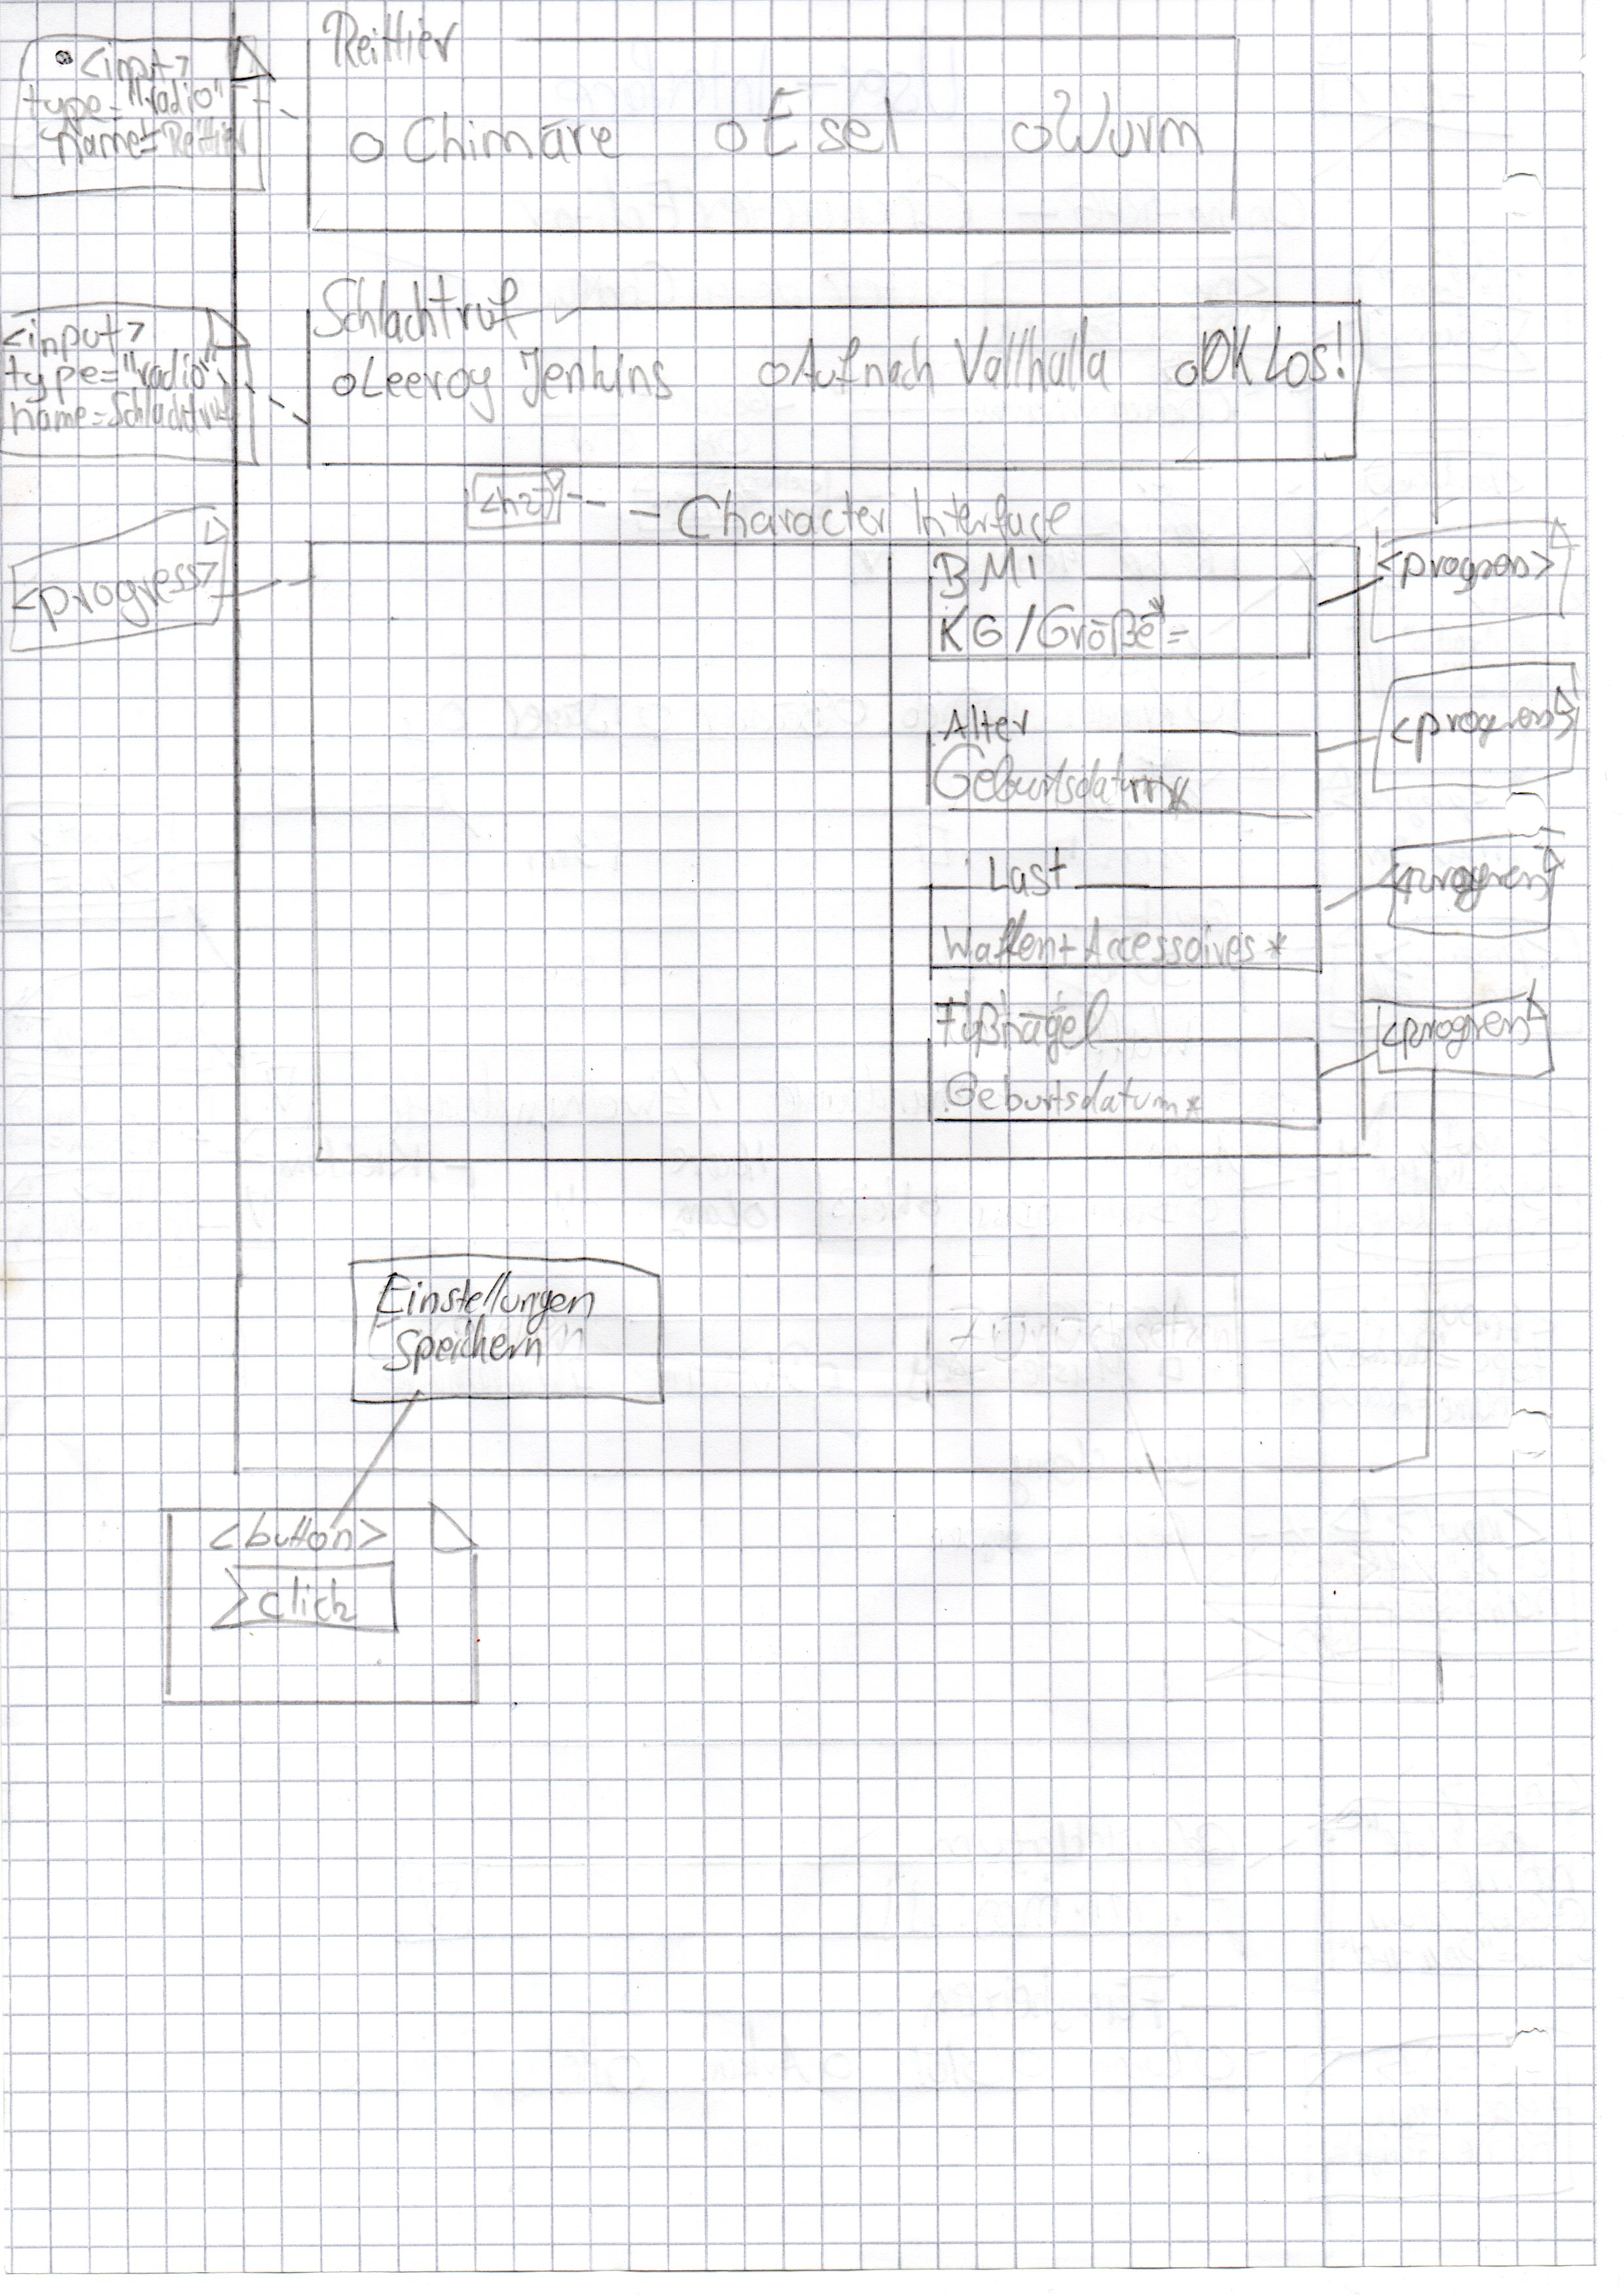 Reittier
<input>
type="radio"
name=Reittier
o Chimäre o Esel o Wurm
Schlachtruf
<input>
type="radio"
name=Schlachtruf
o Leeroy Jenkins o Auf nach Vallhalla o OK Los!
<h2> Character Interface
<progress>
BMI
KG/Größe* =
<progress>
Alter
Geburtsdatum*
<progress>
Last
Waffen+Accessoires*
<progress>
Fußnägel
Geburtsdatum*
<progress>
Einstellungen
Speichern
<button>
click